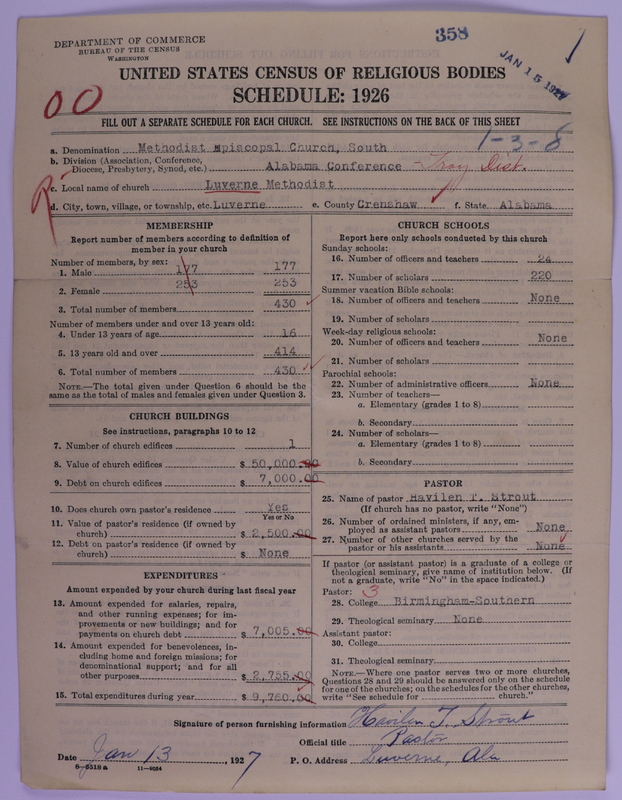 DEPARTMENT OF COMMERCE
BUREAU OF THE CENSUS
WASHINGTON
358
JAN 15 1927
1
UNITED STATES CENSUS OF RELIGIOUS BODIES
SCHEDULE: 1926
00
FILL OUT A SEPARATE SCHEDULE FOR EACH CHURCH. SEE INSTRUCTIONS ON THE BACK OF THIS SHEET
1-3-8
a. Denomination Methodist Episcopal Church, South
b. Division (Association, Conference, Diocese, Presbytery, Synod, etc.) Alabama Conference - Troy Dist.
c. Local name of church Luverne Methodist
R
d. City, town, village, or township, etc. Luverne e. County Crenshaw f. State Alabama
MEMBERSHIP
Report number of members according to definition of
member in your church
Number of members, by sex:
1. Male 177 177
2. Female 253 253
3. Total number of members 430
Number of members under and over 13 years old:
4. Under 13 years of age 16
5. 13 years old and over 414
6. Total number of members 430
NOTE.—The total given under Question 6 should be the
same as the total of males and females given under Question 3.
CHURCH BUILDINGS
See instructions, paragraphs 10 to 12
7. Number of church edifices 1
8. Value of church edifices $ 50,000.00
9. Debt on church edifices $ 7,000.00
10. Does church own pastor's residence Yes
Yes or No
11. Value of pastor's residence (if owned by
church) $ 2,500.00
12. Debt on pastor's residence (if owned by
church) $ None
EXPENDITURES
Amount expended by your church during last fiscal year
13. Amount expended for salaries, repairs,
and other running expenses; for im-
provements or new buildings; and for
payments on church debt $ 7,005.00
14. Amount expended for benevolences, in-
cluding home and foreign missions; for
denominational support; and for all
other purposes $ 2,755.00
15. Total expenditures during year $ 9,760.00
CHURCH SCHOOLS
Report here only schools conducted by this church
Sunday schools:
16. Number of officers and teachers 24
17. Number of scholars 220
Summer vacation Bible schools:
18. Number of officers and teachers None
19. Number of scholars
Week-day religious schools:
20. Number of officers and teachers None
21. Number of scholars
Parochial schools:
22. Number of administrative officers None
23. Number of teachers—
a. Elementary (grades 1 to 8)
b. Secondary
24. Number of scholars—
a. Elementary (grades 1 to 8)
b. Secondary
PASTOR
25. Name of pastor Havilen T. Strout
(If church has no pastor, write "None")
26. Number of ordained ministers, if any, em-
ployed as assistant pastors None
27. Number of other churches served by the
pastor or his assistants None
If pastor (or assistant pastor) is a graduate of a college or
theological seminary, give name of institution below. (If
not a graduate, write "No" in the space indicated.)
Pastor: 3
28. College Birmingham-Southern
29. Theological seminary None
Assistant pastor:
30. College
31. Theological seminary
NOTE.—Where one pastor serves two or more churches,
Questions 28 and 29 should be answered only on the schedule
for one of the churches; on the schedules for the other churches,
write "See schedule for church."
Signature of person furnishing information Havilen T. Strout
Official title Pastor
Date Jan 13, 1927 P. O. Address Luverne, Ala
8-5518 a 11-9084